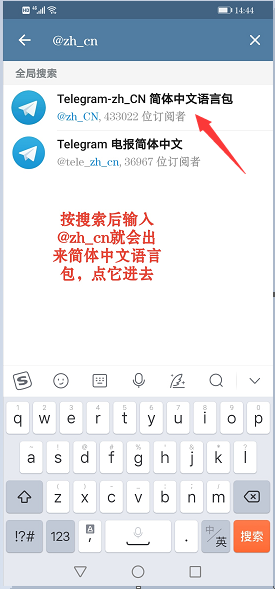 HD 4G 14:44
@zh_cn
全局搜索
Telegram-zh_CN 简体中文语言包
@zh_CN, 433022 位订阅者
Telegram 电报简体中文
@tele_zh_cn, 36967 位订阅者
按搜索后输入
@zh_cn就会出
来简体中文语言
包，点它进去
q w e r t y u i o p
a s d f g h j k l
z x c v b n m
!?# 123 , . 中/英 搜索